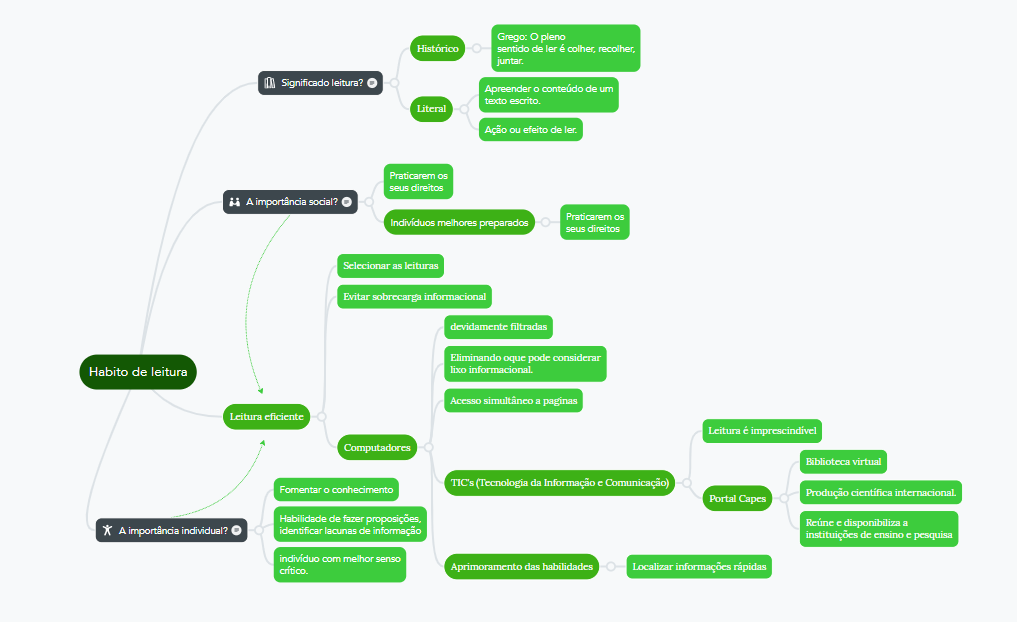 Habito de leitura
Significado leitura?
Histórico
Grego: O pleno
sentido de ler é colher, recolher,
juntar.
Literal
Apreender o conteúdo de um
texto escrito.
Ação ou efeito de ler.
A importância social?
Praticarem os
seus direitos
Indivíduos melhores preparados
Praticarem os
seus direitos
Leitura eficiente
Selecionar as leituras
Evitar sobrecarga informacional
Computadores
devidamente filtradas
Eliminando oque pode considerar
lixo informacional.
Acesso simultâneo a paginas
TIC's (Tecnologia da Informação e Comunicação)
Leitura é imprescindível
Portal Capes
Biblioteca virtual
Produção científica internacional.
Reúne e disponibiliza a
instituições de ensino e pesquisa
Aprimoramento das habilidades
Localizar informações rápidas
A importância individual?
Fomentar o conhecimento
Habilidade de fazer proposições,
identificar lacunas de informação
indivíduo com melhor senso
crítico.